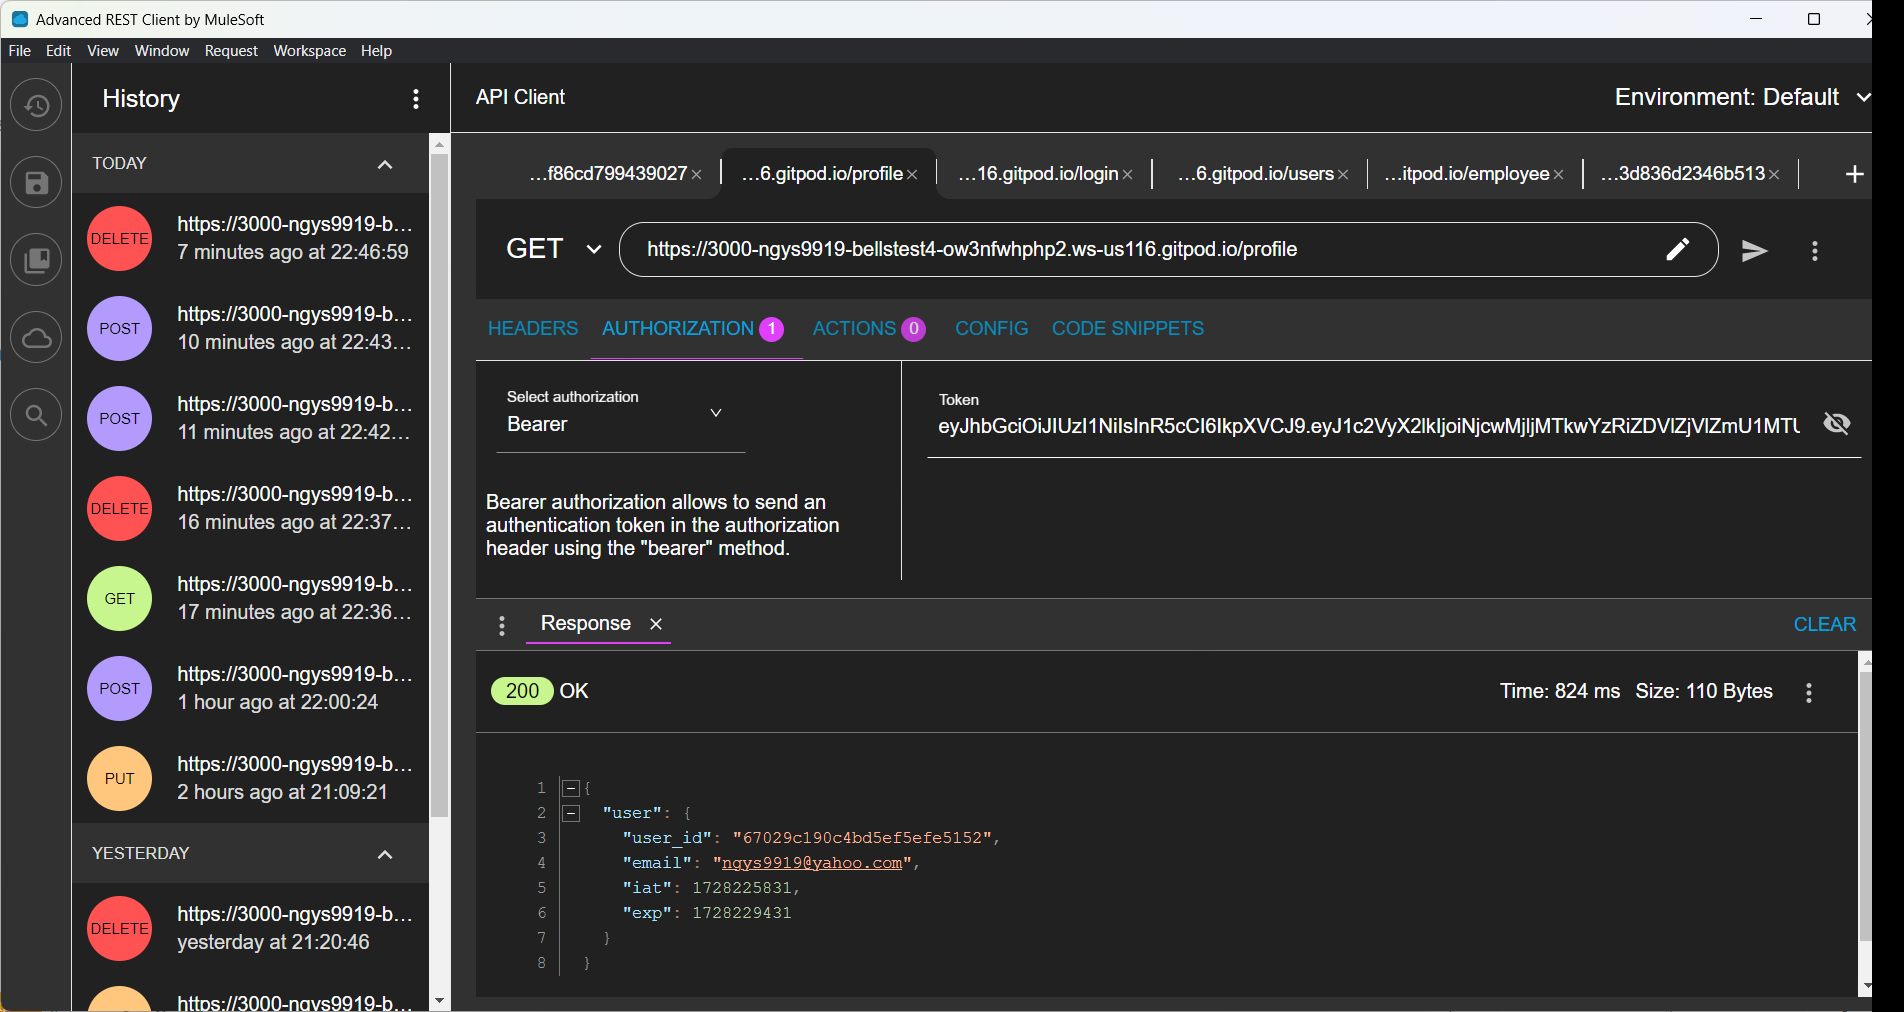 Advanced REST Client by MuleSoft
File Edit View Window Request Workspace Help
History
API Client
Environment: Default
TODAY
DELETE
https://3000-ngys9919-b...
7 minutes ago at 22:46:59
POST
https://3000-ngys9919-b...
10 minutes ago at 22:43...
POST
https://3000-ngys9919-b...
11 minutes ago at 22:42...
DELETE
https://3000-ngys9919-b...
16 minutes ago at 22:37...
GET
https://3000-ngys9919-b...
17 minutes ago at 22:36...
POST
https://3000-ngys9919-b...
1 hour ago at 22:00:24
PUT
https://3000-ngys9919-b...
2 hours ago at 21:09:21
YESTERDAY
DELETE
https://3000-ngys9919-b...
yesterday at 21:20:46
https://3000-ngys9919-b...
...f86cd799439027 ...6.gitpod.io/profile ...16.gitpod.io/login ...6.gitpod.io/users ...itpod.io/employee ...3d836d2346b513
GET https://3000-ngys9919-bellstest4-ow3nfwhphp2.ws-us116.gitpod.io/profile
HEADERS AUTHORIZATION 1 ACTIONS 0 CONFIG CODE SNIPPETS
Select authorization
Bearer
Bearer authorization allows to send an
authentication token in the authorization
header using the "bearer" method.
Token
eyJhbGciOiJIUzI1NiIsInR5cCI6IkpXVCJ9.eyJ1c2VyX2lkIjoiNjcwMjljMTkwYzRiZDVlZjVlZmU1MTU
Response
CLEAR
200 OK
Time: 824 ms Size: 110 Bytes
1 {
2 "user": {
3 "user_id": "67029c190c4bd5ef5efe5152",
4 "email": "ngys9919@yahoo.com",
5 "iat": 1728225831,
6 "exp": 1728229431
7 }
8 }